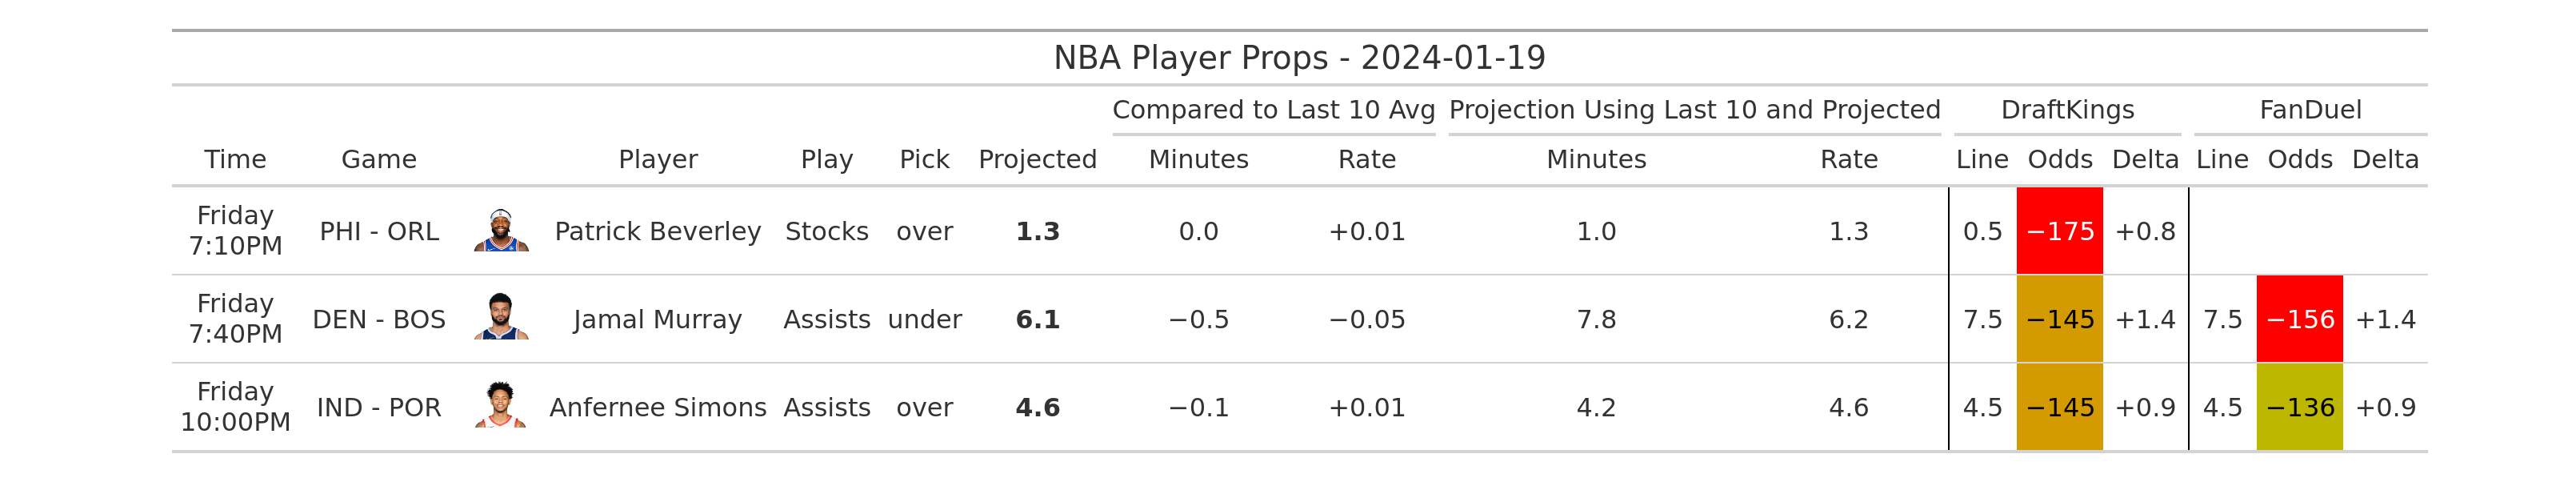 NBA Player Props - 2024-01-19
Compared to Last 10 Avg Projection Using Last 10 and Projected DraftKings FanDuel
Time Game Player Play Pick Projected Minutes Rate Minutes Rate Line Odds Delta Line Odds Delta
Friday
7:10PM PHI - ORL Patrick Beverley Stocks over 1.3 0.0 +0.01 1.0 1.3 0.5 −175 +0.8
Friday
7:40PM DEN - BOS Jamal Murray Assists under 6.1 −0.5 −0.05 7.8 6.2 7.5 −145 +1.4 7.5 −156 +1.4
Friday
10:00PM IND - POR Anfernee Simons Assists over 4.6 −0.1 +0.01 4.2 4.6 4.5 −145 +0.9 4.5 −136 +0.9